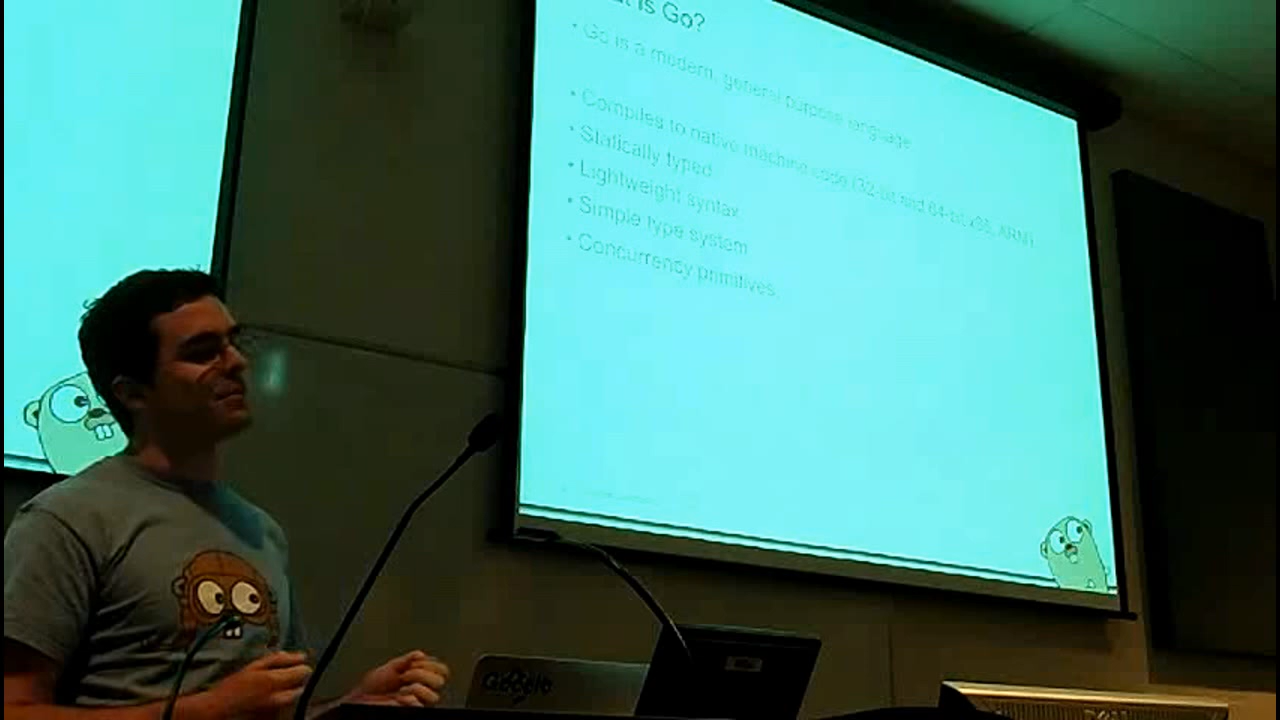 is Go?
• Go is a modern, general purpose language
• Compiles to native machine code (32-bit and 64-bit x86, ARM)
• Statically typed
• Lightweight syntax
• Simple type system
• Concurrency primitives
Google